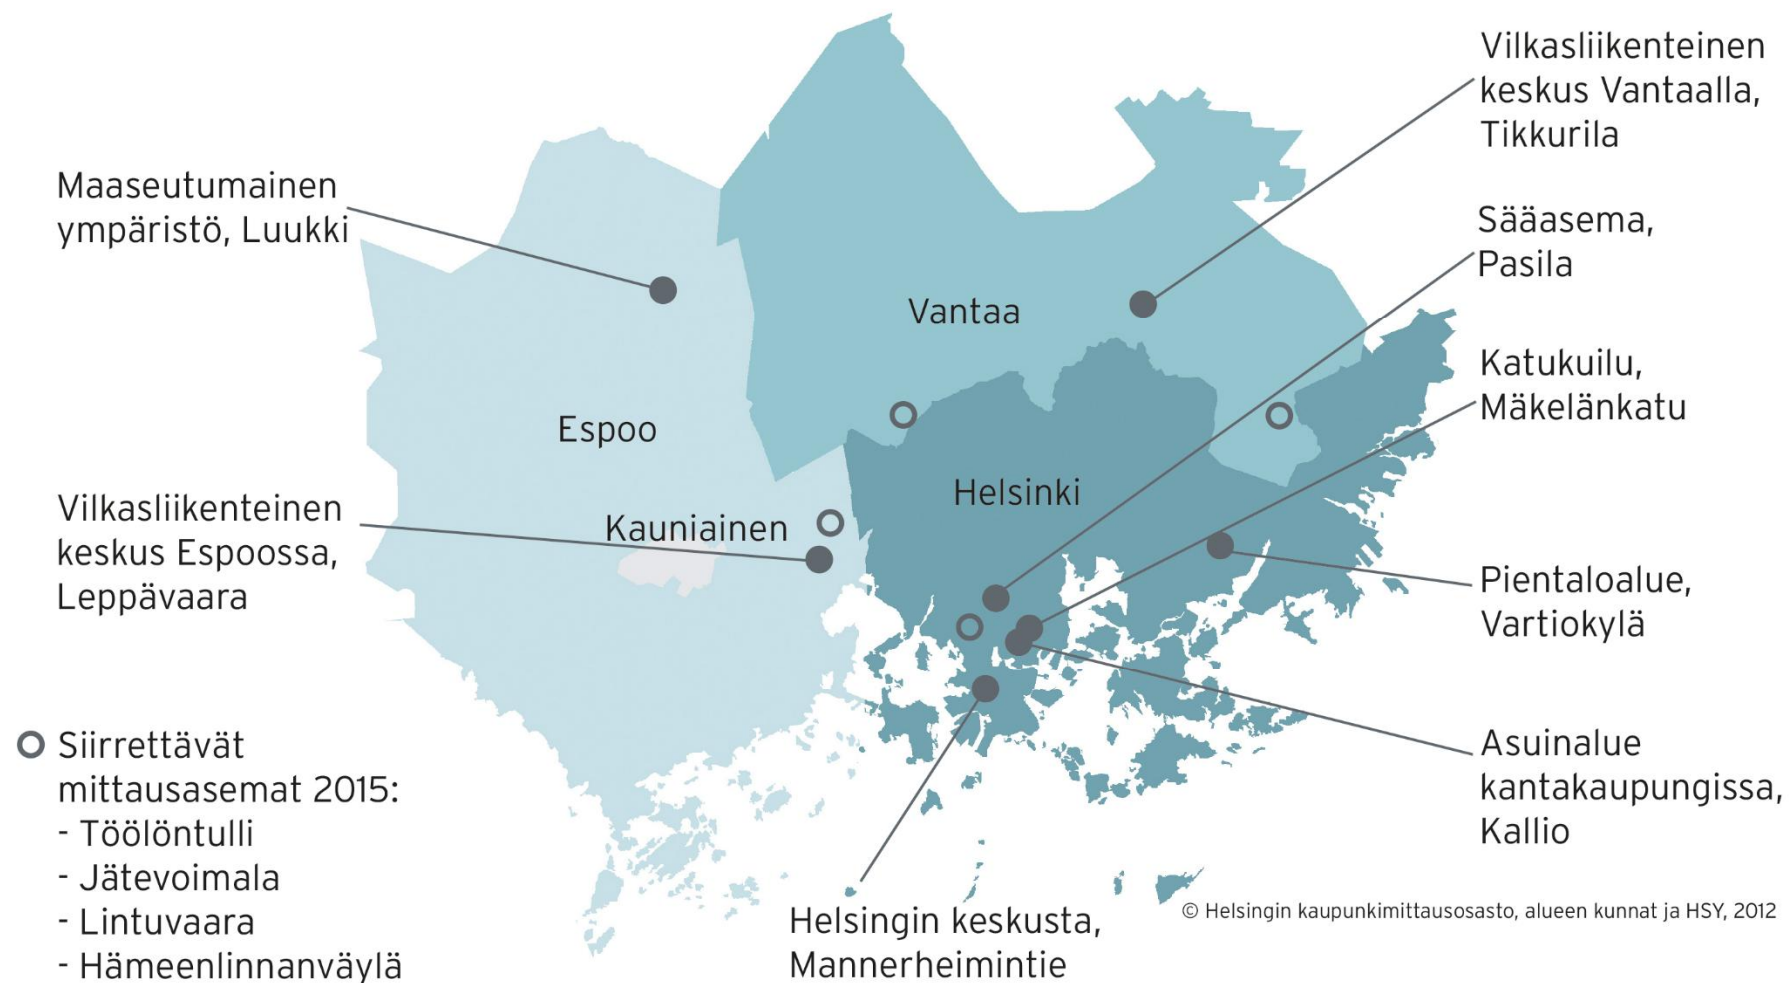 Vilkasliikenteinen
keskus Vantaalla,
Tikkurila
Maaseutumainen
ympäristö, Luukki
Sääasema,
Pasila
Vantaa
Katukuilu,
Mäkelänkatu
Espoo
Helsinki
Vilkasliikenteinen
keskus Espoossa,
Leppävaara
Kauniainen
Pientaloalue,
Vartiokylä
Siirrettävät
mittausasemat 2015:
- Töölöntulli
- Jätevoimala
- Lintuvaara
- Hämeenlinnanväylä
Asuinalue
kantakaupungissa,
Kallio
Helsingin keskusta,
Mannerheimintie
© Helsingin kaupunkimittausosasto, alueen kunnat ja HSY, 2012